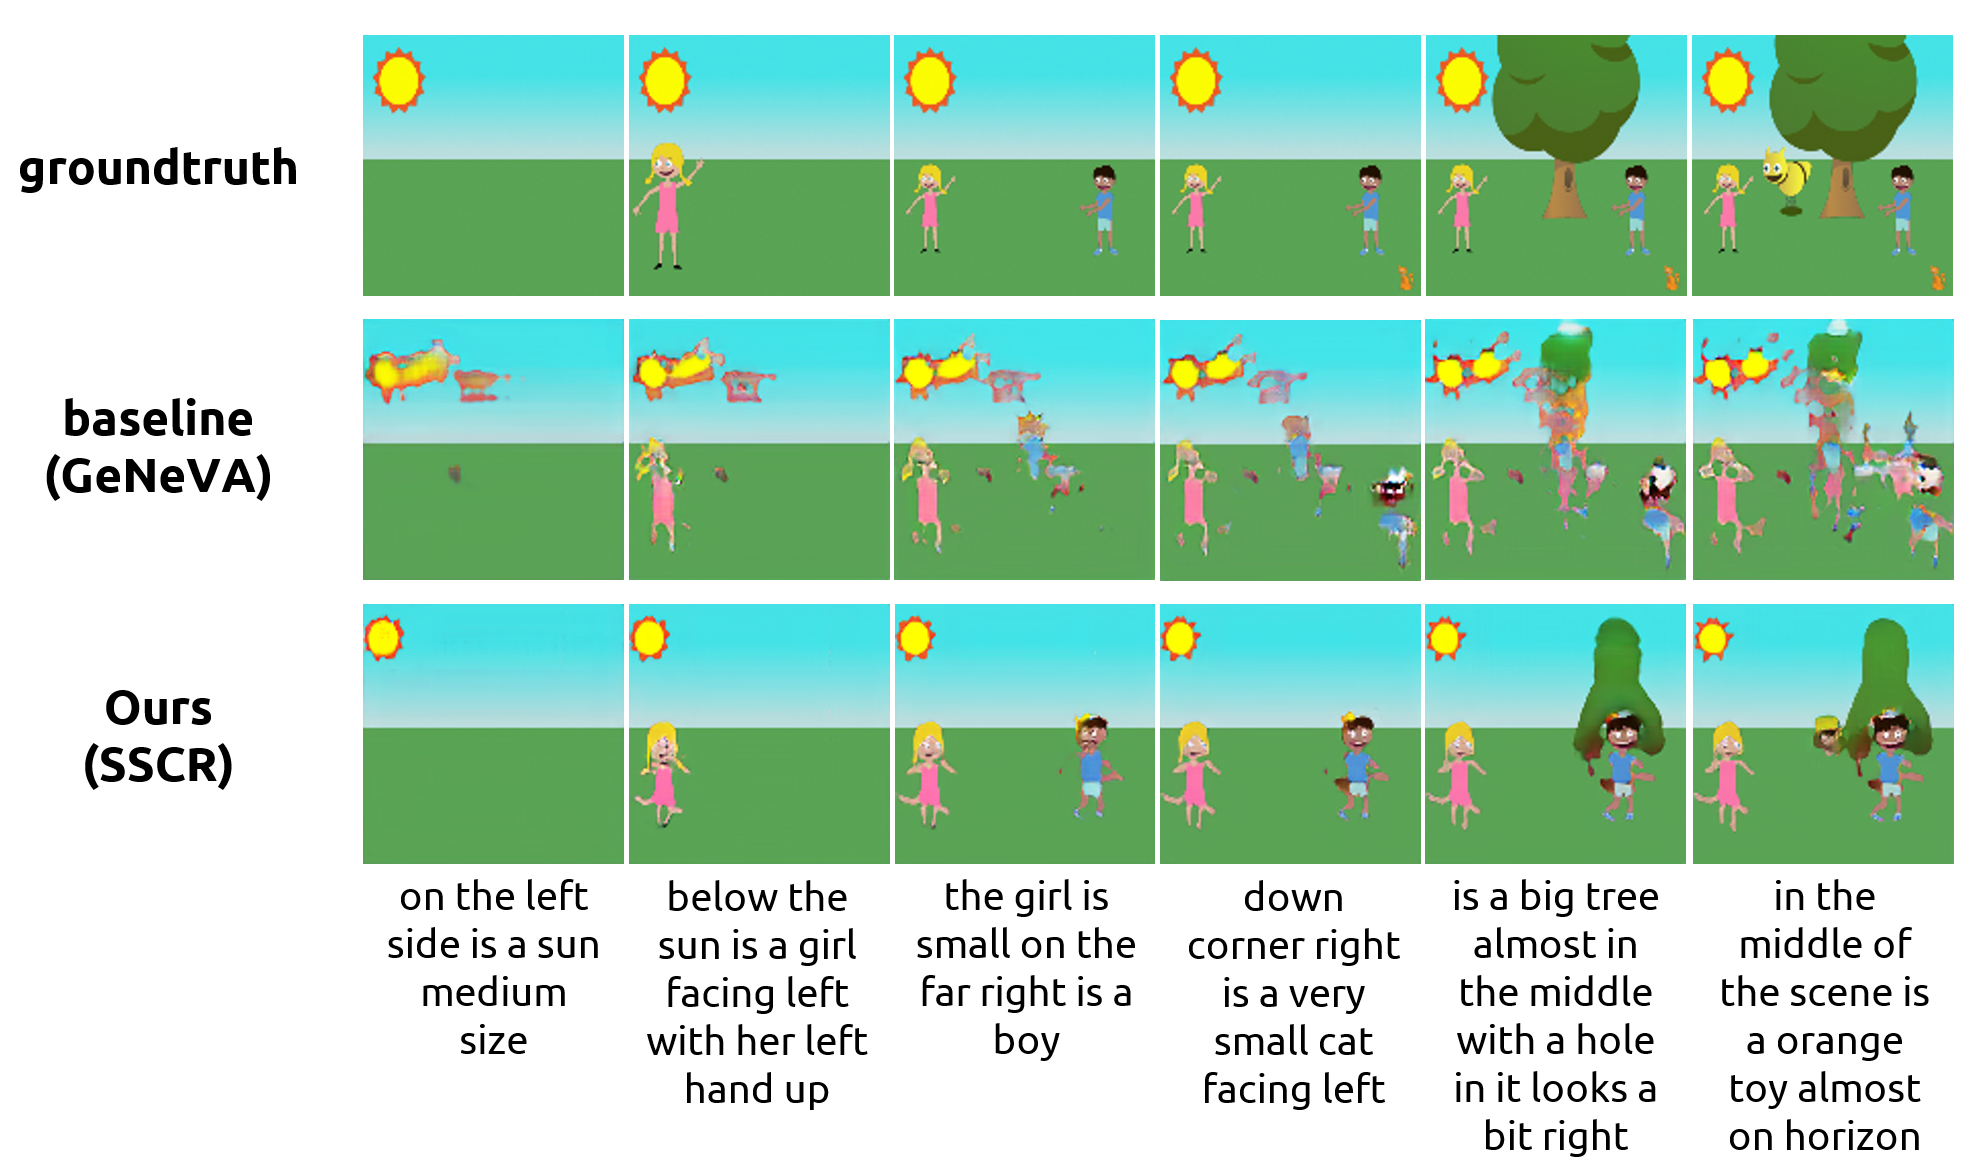 groundtruth
baseline
(GeNeVA)
Ours
(SSCR)
on the left
side is a sun
medium
size
below the
sun is a girl
facing left
with her left
hand up
the girl is
small on the
far right is a
boy
down
corner right
is a very
small cat
facing left
is a big tree
almost in
the middle
with a hole
in it looks a
bit right
in the
middle of
the scene is
a orange
toy almost
on horizon